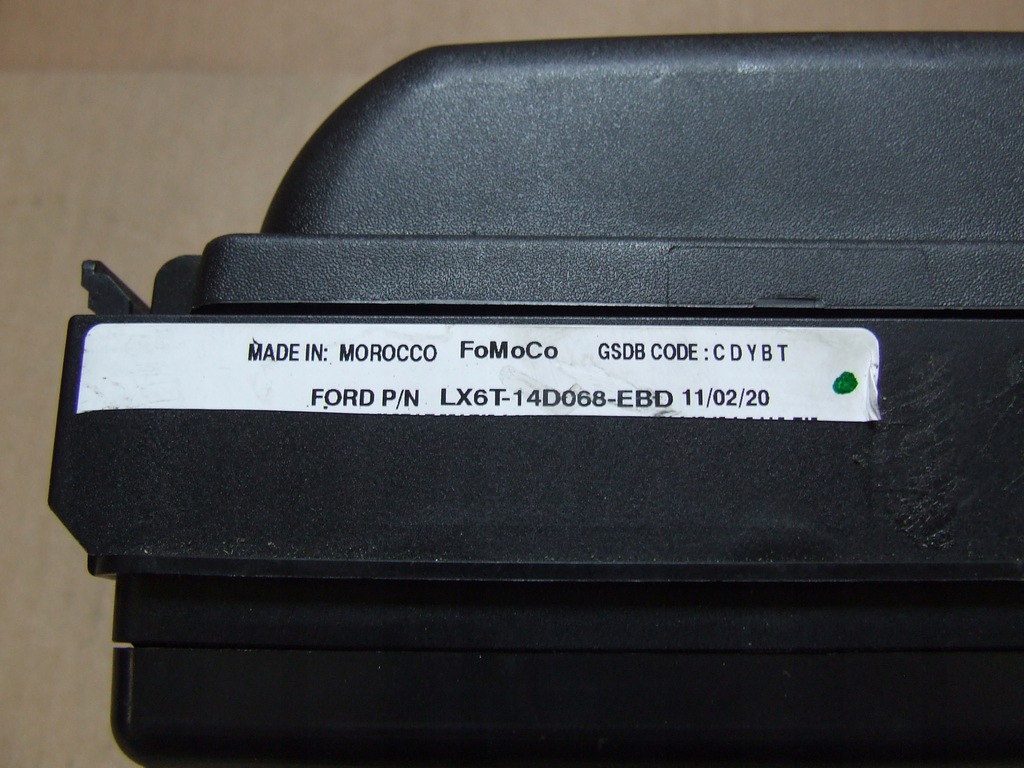 MADE IN: MOROCCO FoMoCo GSDB CODE : C D Y B T
FORD P/N LX6T-14D068-EBD 11/02/20